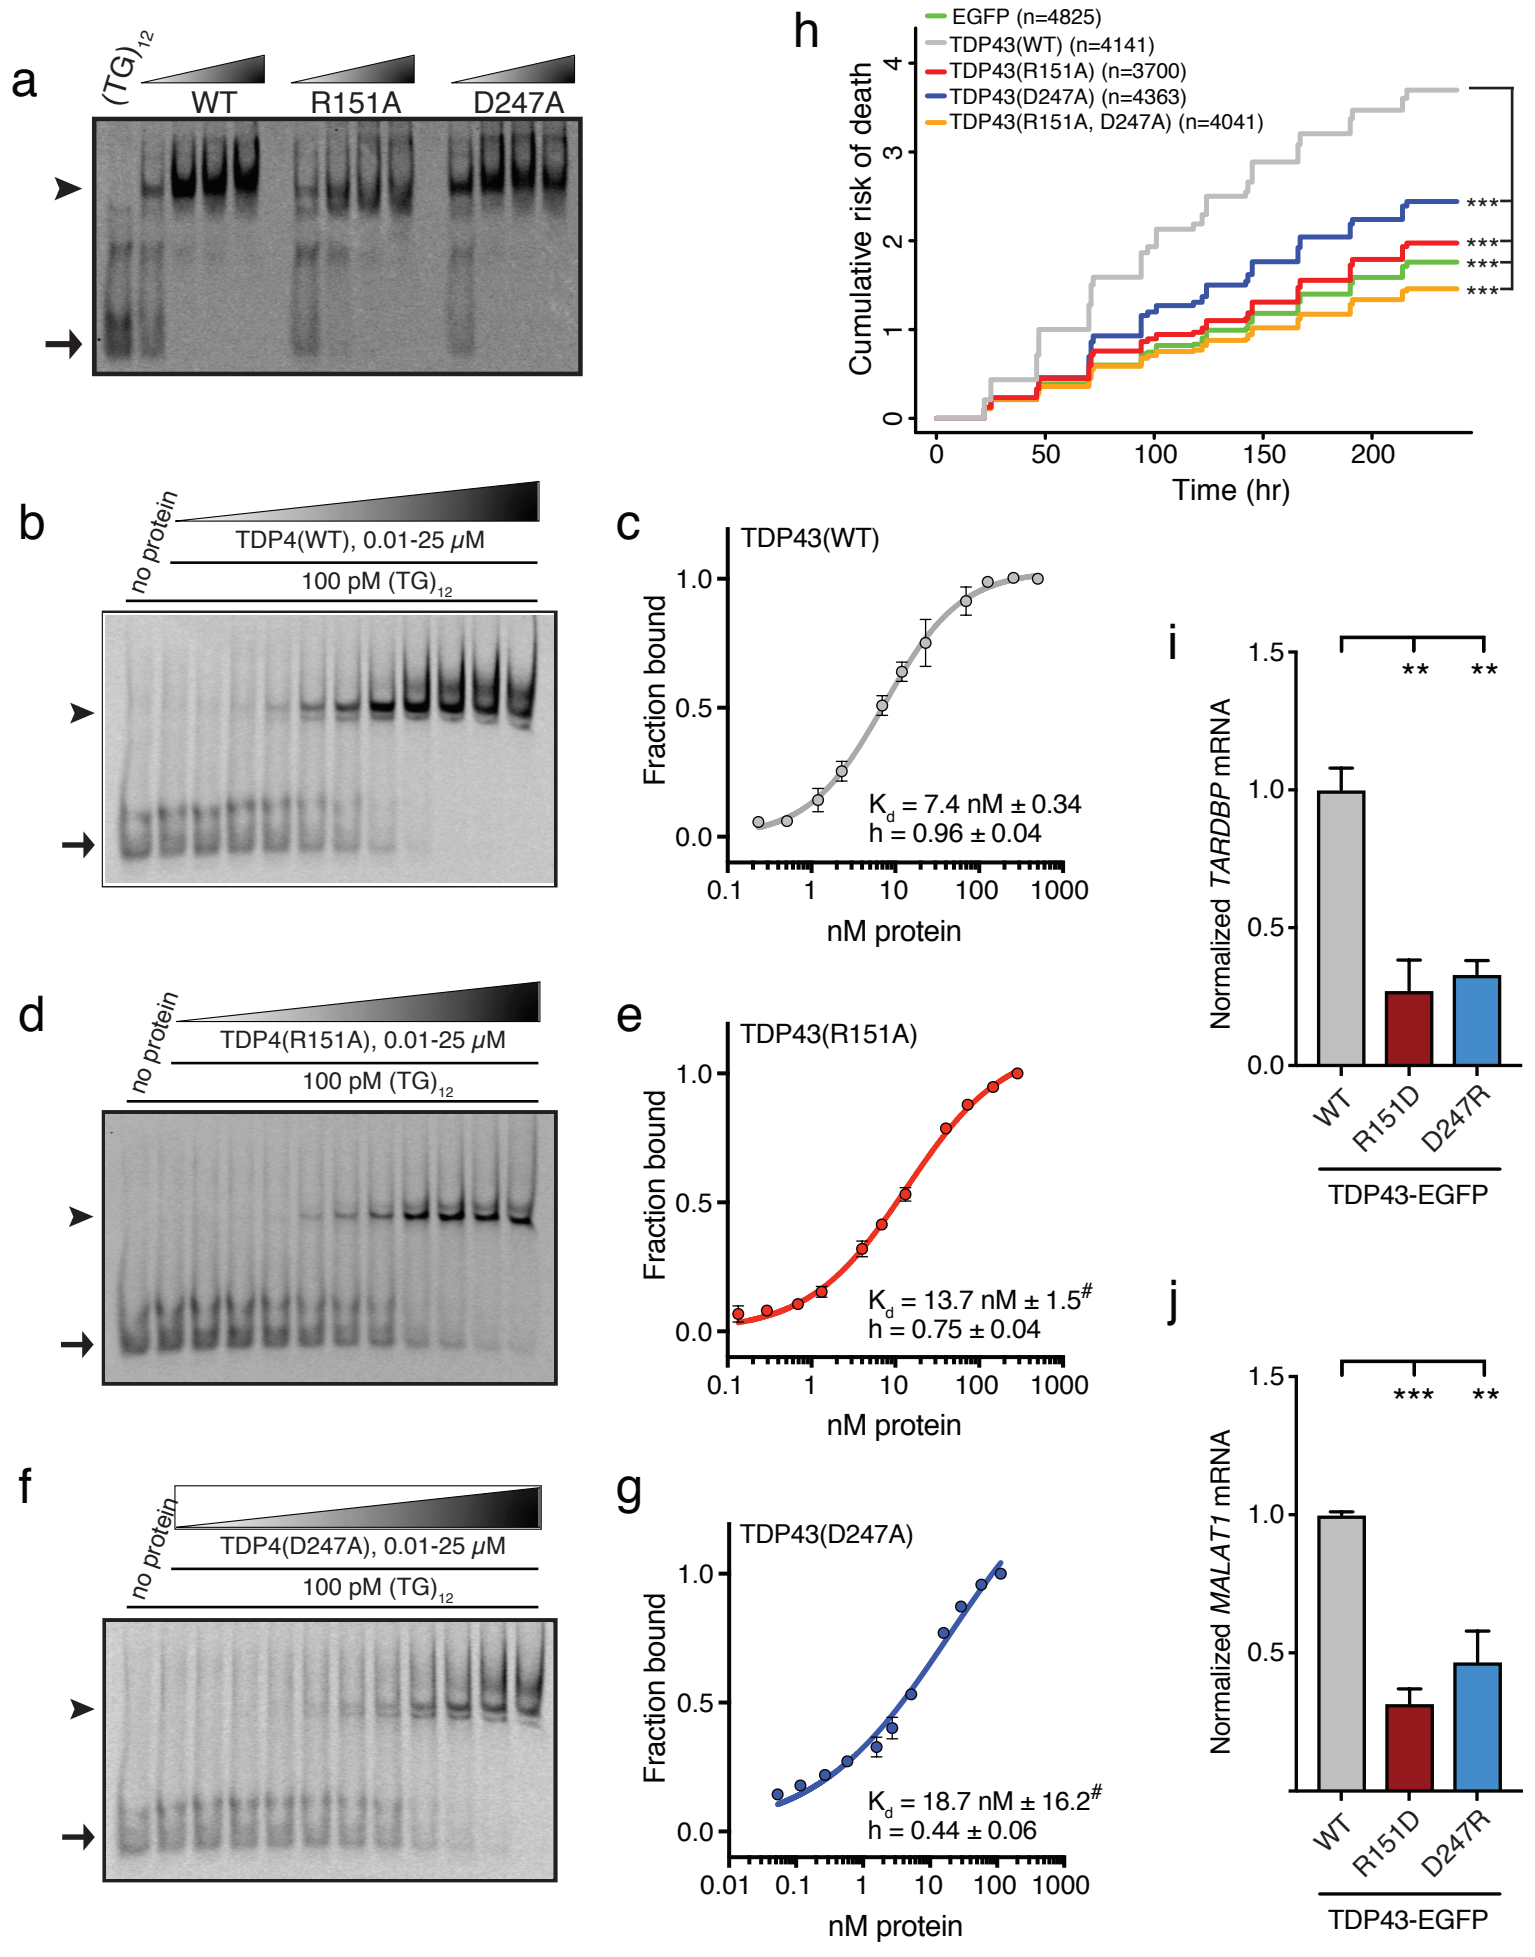 a
(TG)12
WT
R151A
D247A
b
no protein
TDP4(WT), 0.01-25 µM
100 pM (TG)12
c
TDP43(WT)
Fraction bound
1.0
0.5
0.0
Kd = 7.4 nM ± 0.34
h = 0.96 ± 0.04
0.1 1 10 100 1000
nM protein
d
no protein
TDP4(R151A), 0.01-25 µM
100 pM (TG)12
e
TDP43(R151A)
Fraction bound
1.0
0.5
0.0
Kd = 13.7 nM ± 1.5#
h = 0.75 ± 0.04
0.1 1 10 100 1000
nM protein
f
no protein
TDP4(D247A), 0.01-25 µM
100 pM (TG)12
g
TDP43(D247A)
Fraction bound
1.0
0.5
0.0
Kd = 18.7 nM ± 16.2#
h = 0.44 ± 0.06
0.01 0.1 1 10 100 1000
nM protein
h
EGFP (n=4825)
TDP43(WT) (n=4141)
TDP43(R151A) (n=3700)
TDP43(D247A) (n=4363)
TDP43(R151A, D247A) (n=4041)
Cumulative risk of death
4
3
2
1
0
***
***
***
***
0 50 100 150 200
Time (hr)
i
Normalized TARDBP mRNA
1.5
1.0
0.5
0.0
** **
WT
R151D
D247R
TDP43-EGFP
j
Normalized MALAT1 mRNA
1.5
1.0
0.5
*** **
WT
R151D
D247R
TDP43-EGFP